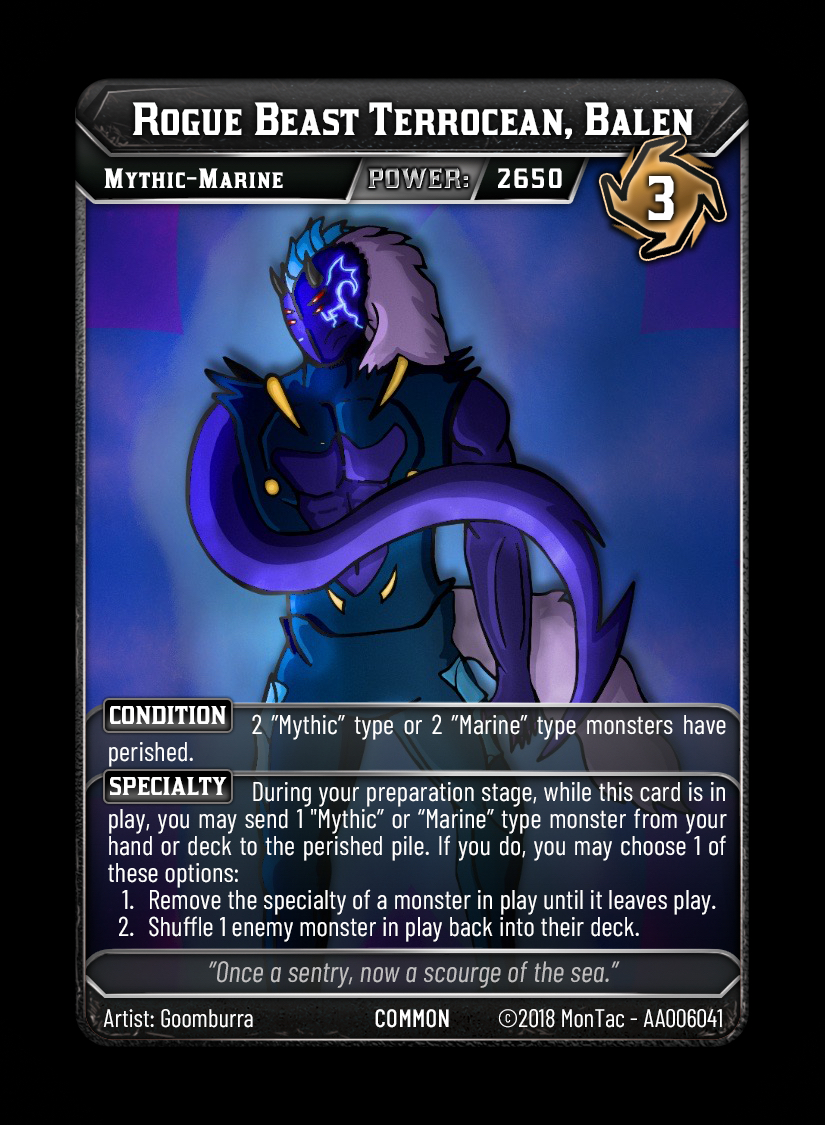 Rogue Beast Terrocean, Balen
Mythic-Marine POWER: 2650
3
CONDITION 2 "Mythic" type or 2 "Marine" type monsters have
perished.
SPECIALTY During your preparation stage, while this card is in
play, you may send 1 "Mythic" or "Marine" type monster from your
hand or deck to the perished pile. If you do, you may choose 1 of
these options:
1. Remove the specialty of a monster in play until it leaves play.
2. Shuffle 1 enemy monster in play back into their deck.
"Once a sentry, now a scourge of the sea."
Artist: Goomburra COMMON ©2018 MonTac - AA006041